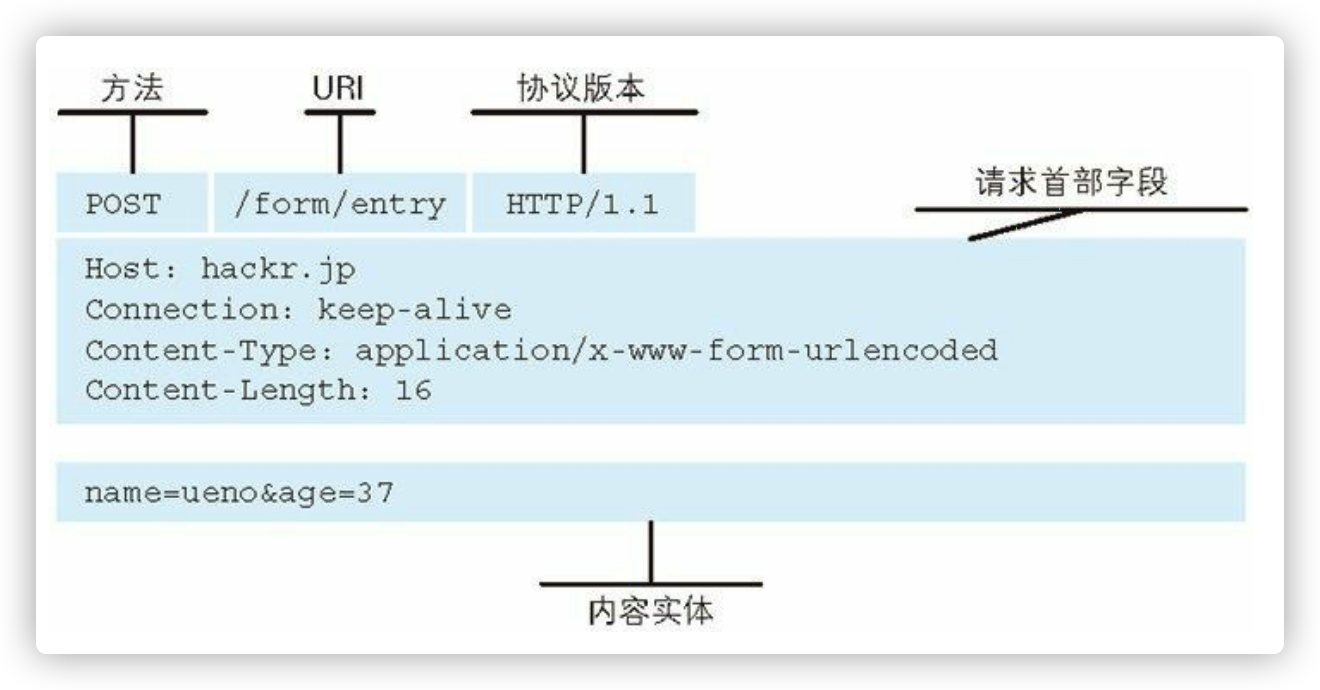 方法 URI 协议版本
请求首部字段
POST /form/entry HTTP/1.1
Host: hackr.jp
Connection: keep-alive
Content-Type: application/x-www-form-urlencoded
Content-Length: 16
name=ueno&age=37
内容实体